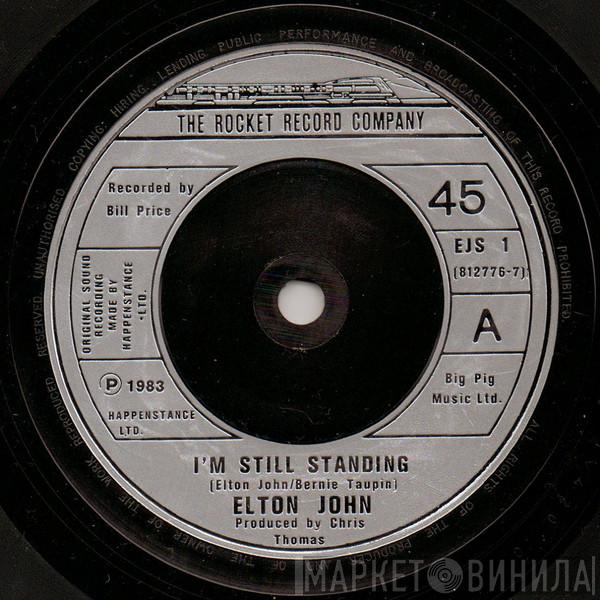 COPYING, HIRING, LENDING, PUBLIC PERFORMANCE AND BROADCASTING OF THIS RECORD PROHIBITED.
ALL RIGHTS OF THE PRODUCER AND OF THE OWNER OF THE WORK REPRODUCED RESERVED. UNAUTHORISED
THE ROCKET RECORD COMPANY
Recorded by
Bill Price
45
EJS 1
(812776-7)
ORIGINAL SOUND
RECORDING
MADE BY
HAPPENSTANCE
LTD.
A
℗ 1983
HAPPENSTANCE
LTD.
Big Pig
Music Ltd.
I'M STILL STANDING
(Elton John/Bernie Taupin)
ELTON JOHN
Produced by Chris
Thomas
МАРКЕТ ВИНИЛА